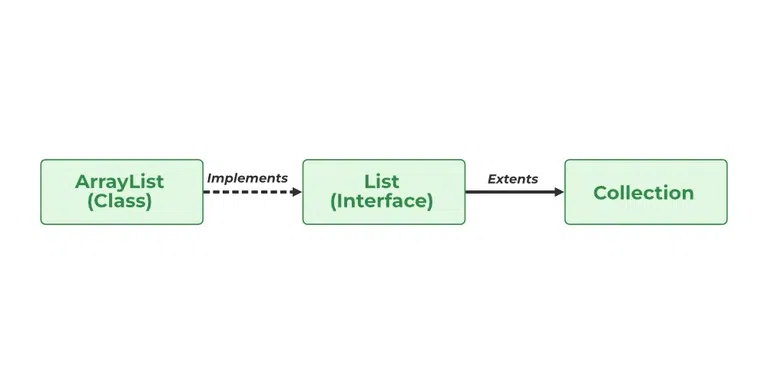 ArrayList
(Class)
Implements
List
(Interface)
Extents
Collection